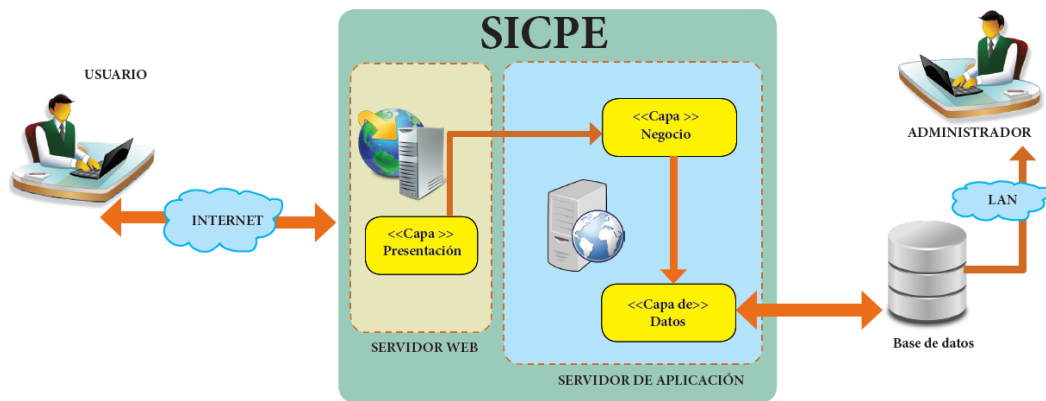 SICPE
USUARIO
INTERNET
<<Capa >>
Presentación
SERVIDOR WEB
<<Capa >>
Negocio
<<Capa de>>
Datos
SERVIDOR DE APLICACIÓN
ADMINISTRADOR
LAN
Base de datos